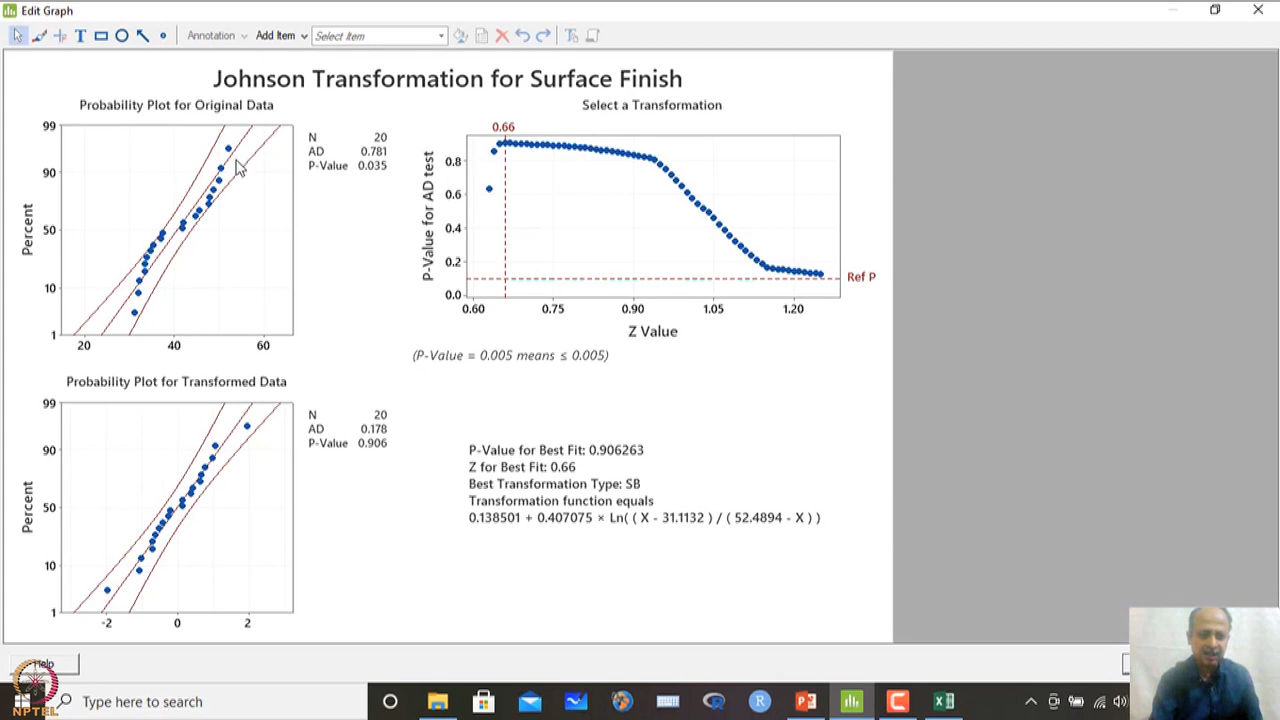 Edit Graph
T
Annotation
Add Item
Select Item
Johnson Transformation for Surface Finish
Probability Plot for Original Data
Percent
99
90
50
10
1
20 40 60
N 20
AD 0.781
P-Value 0.035
Select a Transformation
0.66
P-Value for AD test
0.8
0.6
0.4
0.2
0.0
Ref P
0.60 0.75 0.90 1.05 1.20
Z Value
(P-Value = 0.005 means ≤ 0.005)
Probability Plot for Transformed Data
Percent
99
90
50
10
1
-2 0 2
N 20
AD 0.178
P-Value 0.906
P-Value for Best Fit: 0.906263
Z for Best Fit: 0.66
Best Transformation Type: SB
Transformation function equals
0.138501 + 0.407075 × Ln( ( X - 31.1132 ) / ( 52.4894 - X ) )
Help
NPTEL
Type here to search
R